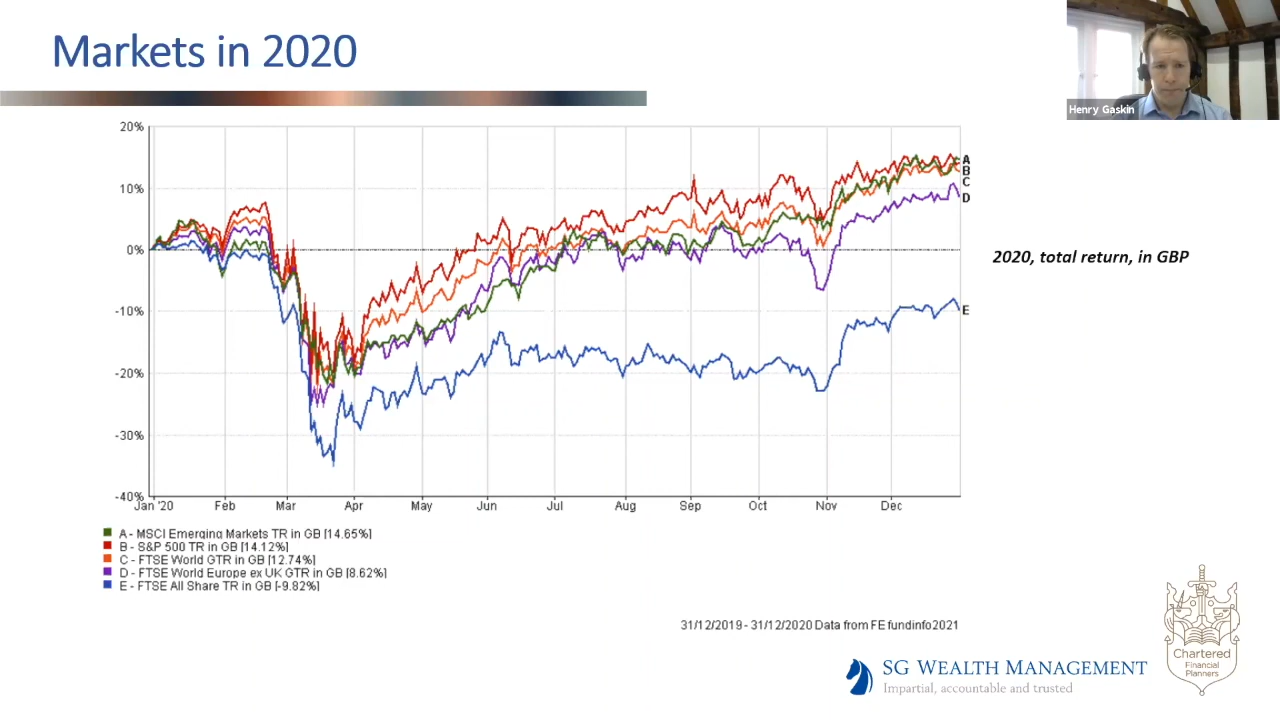 Markets in 2020
Henry Gaskin
20%
10%
0%
-10%
-20%
-30%
-40%
Jan '20 Feb Mar Apr May Jun Jul Aug Sep Oct Nov Dec
A
B
C
D
E
2020, total return, in GBP
A - MSCI Emerging Markets TR in GB [14.65%]
B - S&P 500 TR in GB [14.12%]
C - FTSE World GTR in GB [12.74%]
D - FTSE World Europe ex UK GTR in GB [8.62%]
E - FTSE All Share TR in GB [-9.82%]
31/12/2019 - 31/12/2020 Data from FE fundinfo2021
SG WEALTH MANAGEMENT
Impartial, accountable and trusted
Chartered
Financial
Planners